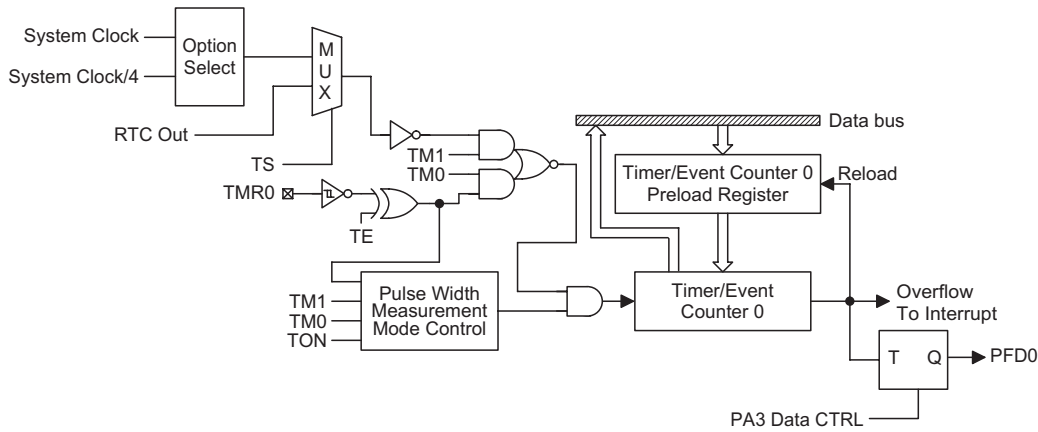 System Clock
System Clock/4
Option
Select
M
U
X
RTC Out
TS
Data bus
TM1
TM0
Timer/Event Counter 0
Preload Register
Reload
TMR0
TE
TM1
TM0
TON
Pulse Width
Measurement
Mode Control
Timer/Event
Counter 0
Overflow
To Interrupt
T Q
PFD0
PA3 Data CTRL